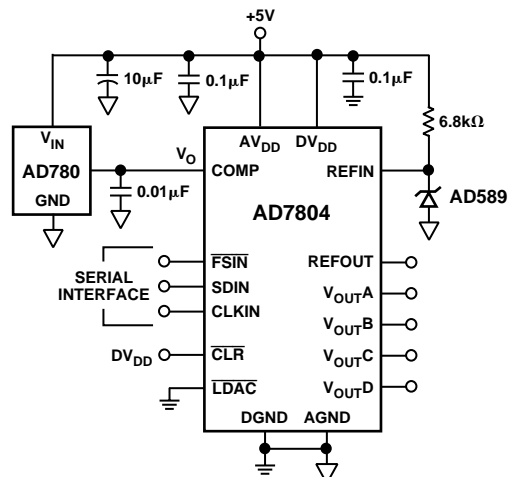 +5V
10µF
0.1µF
0.1µF
6.8kΩ
VIN
AD780
GND
VO
0.01µF
AVDD
DVDD
COMP
REFIN
AD7804
AD589
SERIAL
INTERFACE
FSIN
SDIN
CLKIN
DVDD
CLR
LDAC
REFOUT
VOUTA
VOUTB
VOUTC
VOUTD
DGND
AGND